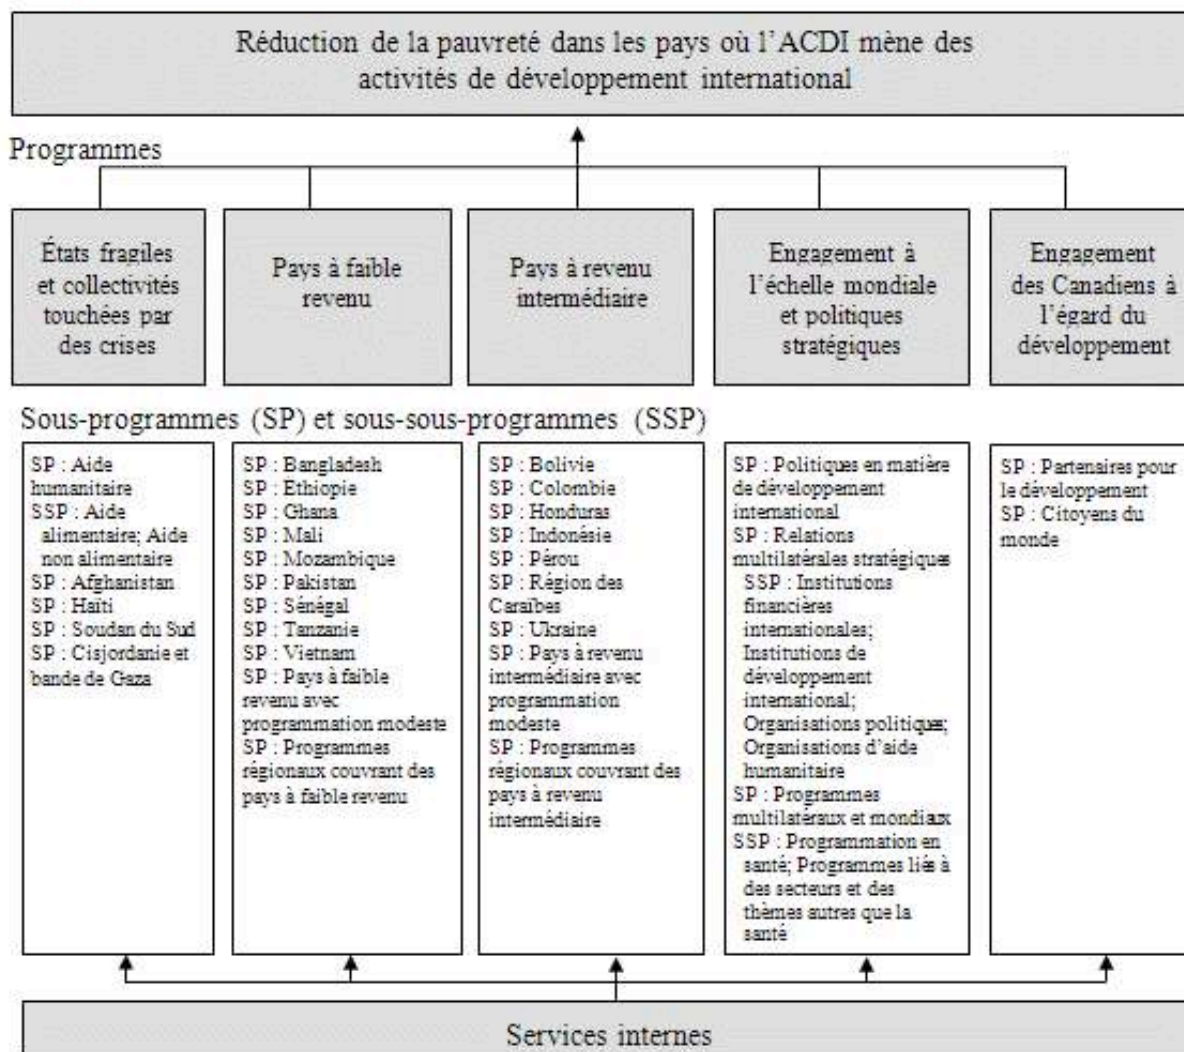 Réduction de la pauvreté dans les pays où l'ACDI mène des
activités de développement international
Programmes
États fragiles
et collectivités
touchées par
des crises
Pays à faible
revenu
Pays à revenu
intermédiaire
Engagement à
l'échelle mondiale
et politiques
stratégiques
Engagement
des Canadiens à
l'égard du
développement
Sous-programmes (SP) et sous-sous-programmes (SSP)
SP : Aide
humanitaire
SSP : Aide
alimentaire; Aide
non alimentaire
SP : Afghanistan
SP : Haïti
SP : Soudan du Sud
SP : Cisjordanie et
bande de Gaza
SP : Bangladesh
SP : Ethiopie
SP : Ghana
SP : Mali
SP : Mozambique
SP : Pakistan
SP : Sénégal
SP : Tanzanie
SP : Vietnam
SP : Pays à faible
revenu avec
programmation modeste
SP : Programmes
régionaux couvrant des
pays à faible revenu
SP : Bolivie
SP : Colombie
SP : Honduras
SP : Indonésie
SP : Pérou
SP : Région des
Caraïbes
SP : Ukraine
SP : Pays à revenu
intermédiaire avec
programmation
modeste
SP : Programmes
régionaux couvrant des
pays à revenu
intermédiaire
SP : Politiques en matière
de développement
international
SP : Relations
multilatérales stratégiques
SSP : Institutions
financières
internationales;
Institutions de
développement
international;
Organisations politiques;
Organisations d'aide
humanitaire
SP : Programmes
multilatéraux et mondiaux
SSP : Programmation en
santé; Programmes liés à
des secteurs et des
thèmes autres que la
santé
SP : Partenaires pour
le développement
SP : Citoyens du
monde
Services internes